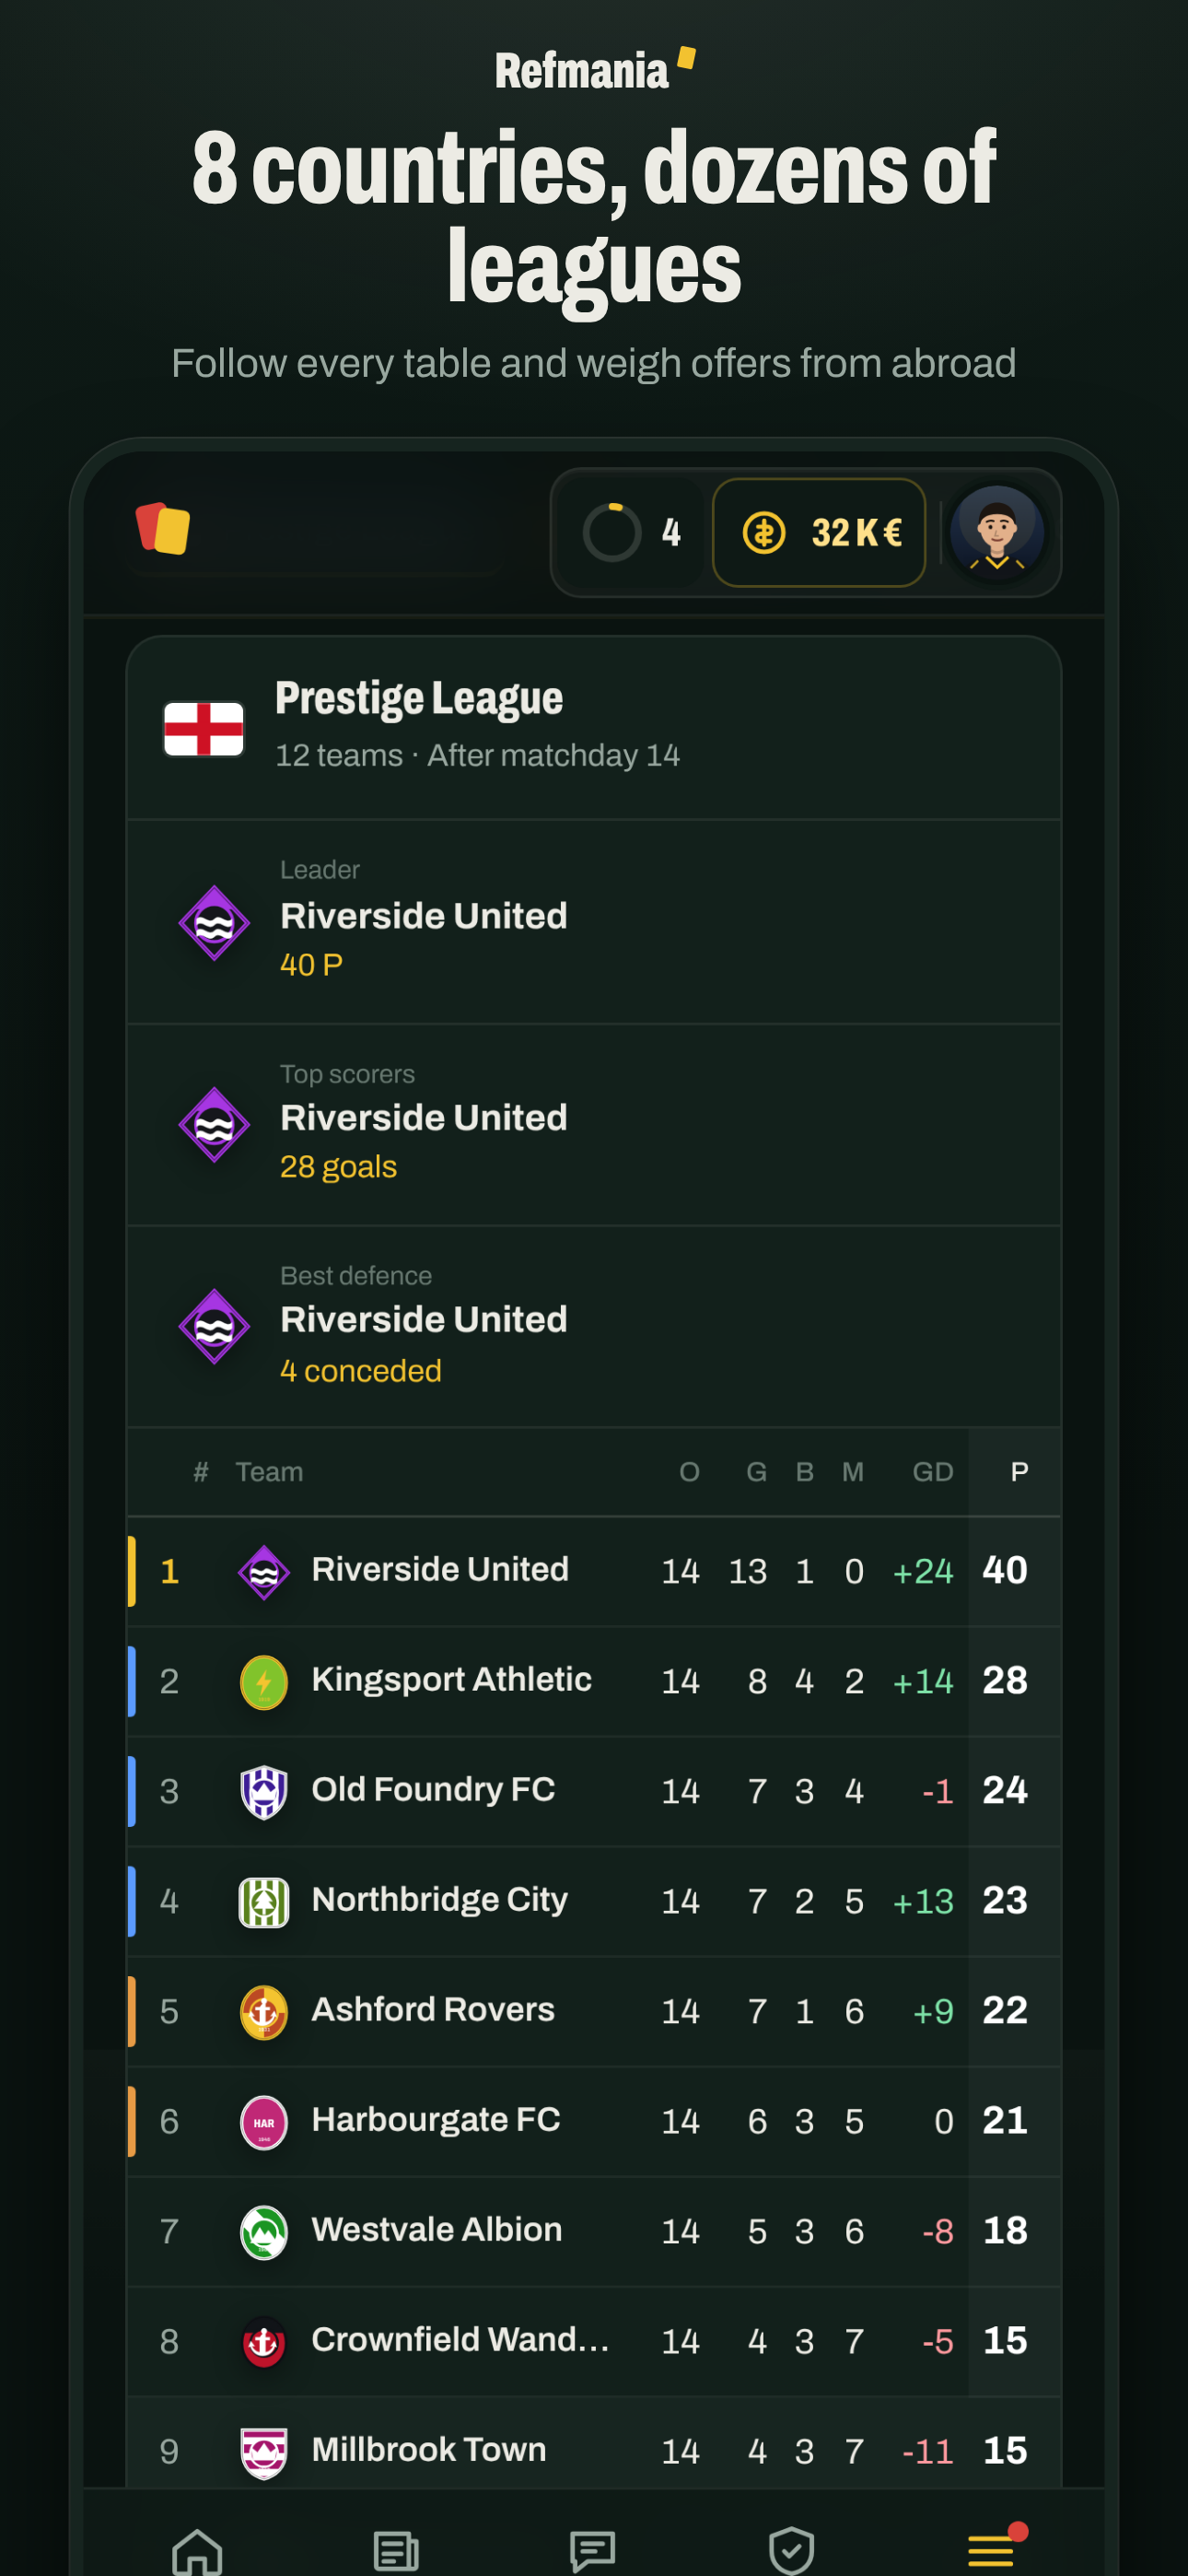 Refmania
8 countries, dozens of
leagues
Follow every table and weigh offers from abroad
4
32 K €
Prestige League
12 teams · After matchday 14
Leader
Riverside United
40 P
Top scorers
Riverside United
28 goals
Best defence
Riverside United
4 conceded
# Team O G B M GD P
1 Riverside United 14 13 1 0 +24 40
2 Kingsport Athletic 14 8 4 2 +14 28
3 Old Foundry FC 14 7 3 4 -1 24
4 Northbridge City 14 7 2 5 +13 23
5 Ashford Rovers 14 7 1 6 +9 22
6 HAR Harbourgate FC 14 6 3 5 0 21
7 Westvale Albion 14 5 3 6 -8 18
8 Crownfield Wand... 14 4 3 7 -5 15
9 Millbrook Town 14 4 3 7 -11 15